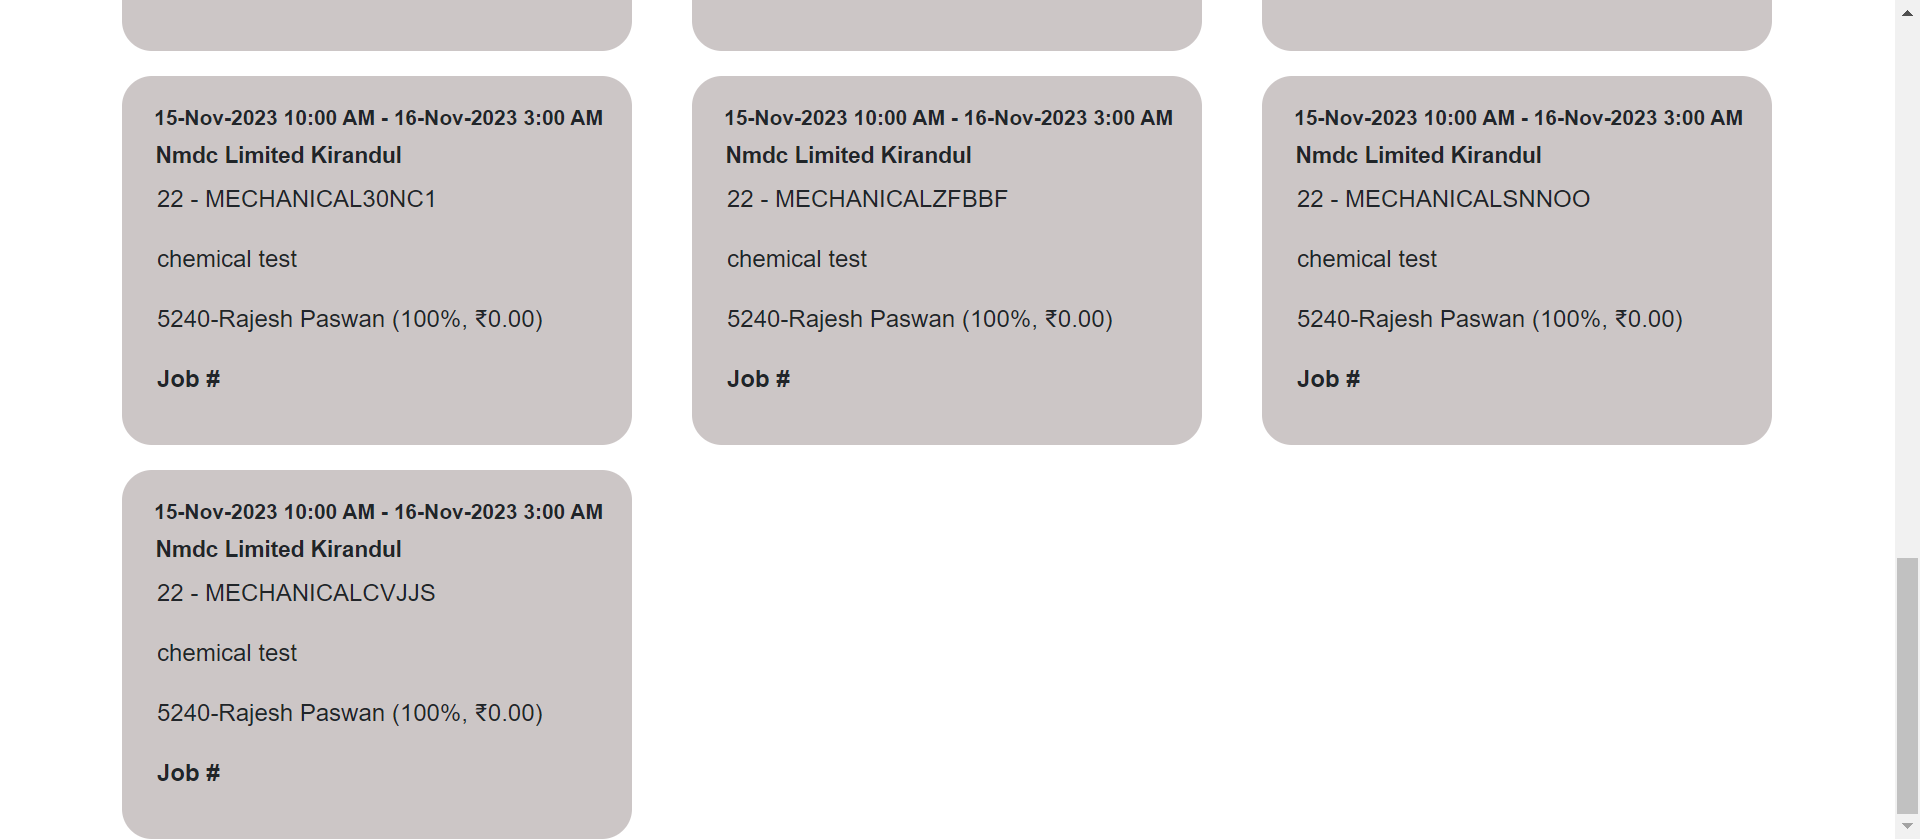 15-Nov-2023 10:00 AM - 16-Nov-2023 3:00 AM
Nmdc Limited Kirandul
22 - MECHANICAL30NC1
chemical test
5240-Rajesh Paswan (100%, ₹0.00)
Job #
15-Nov-2023 10:00 AM - 16-Nov-2023 3:00 AM
Nmdc Limited Kirandul
22 - MECHANICALZFBBF
chemical test
5240-Rajesh Paswan (100%, ₹0.00)
Job #
15-Nov-2023 10:00 AM - 16-Nov-2023 3:00 AM
Nmdc Limited Kirandul
22 - MECHANICALSNNOO
chemical test
5240-Rajesh Paswan (100%, ₹0.00)
Job #
15-Nov-2023 10:00 AM - 16-Nov-2023 3:00 AM
Nmdc Limited Kirandul
22 - MECHANICALCVJJS
chemical test
5240-Rajesh Paswan (100%, ₹0.00)
Job #